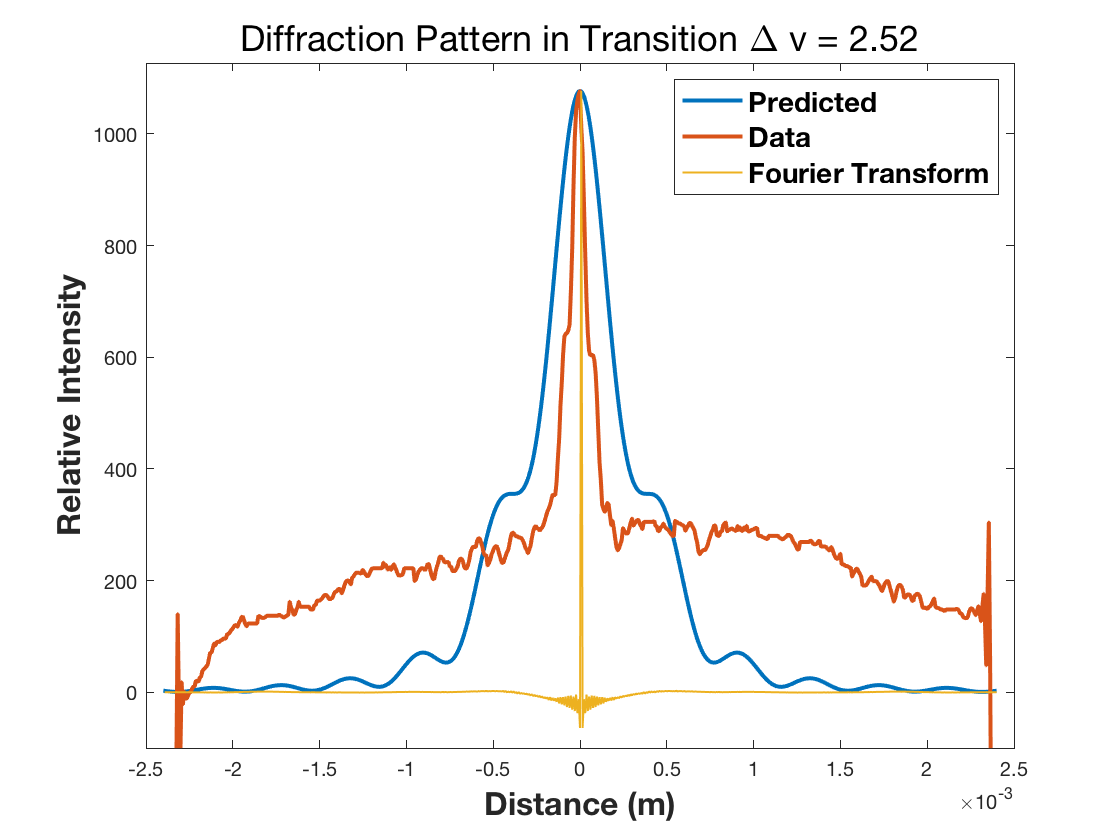 Diffraction Pattern in Transition Δ v = 2.52
Predicted
Data
Fourier Transform
Relative Intensity
1000
800
600
400
200
0
-2.5 -2 -1.5 -1 -0.5 0 0.5 1 1.5 2 2.5
×10-3
Distance (m)